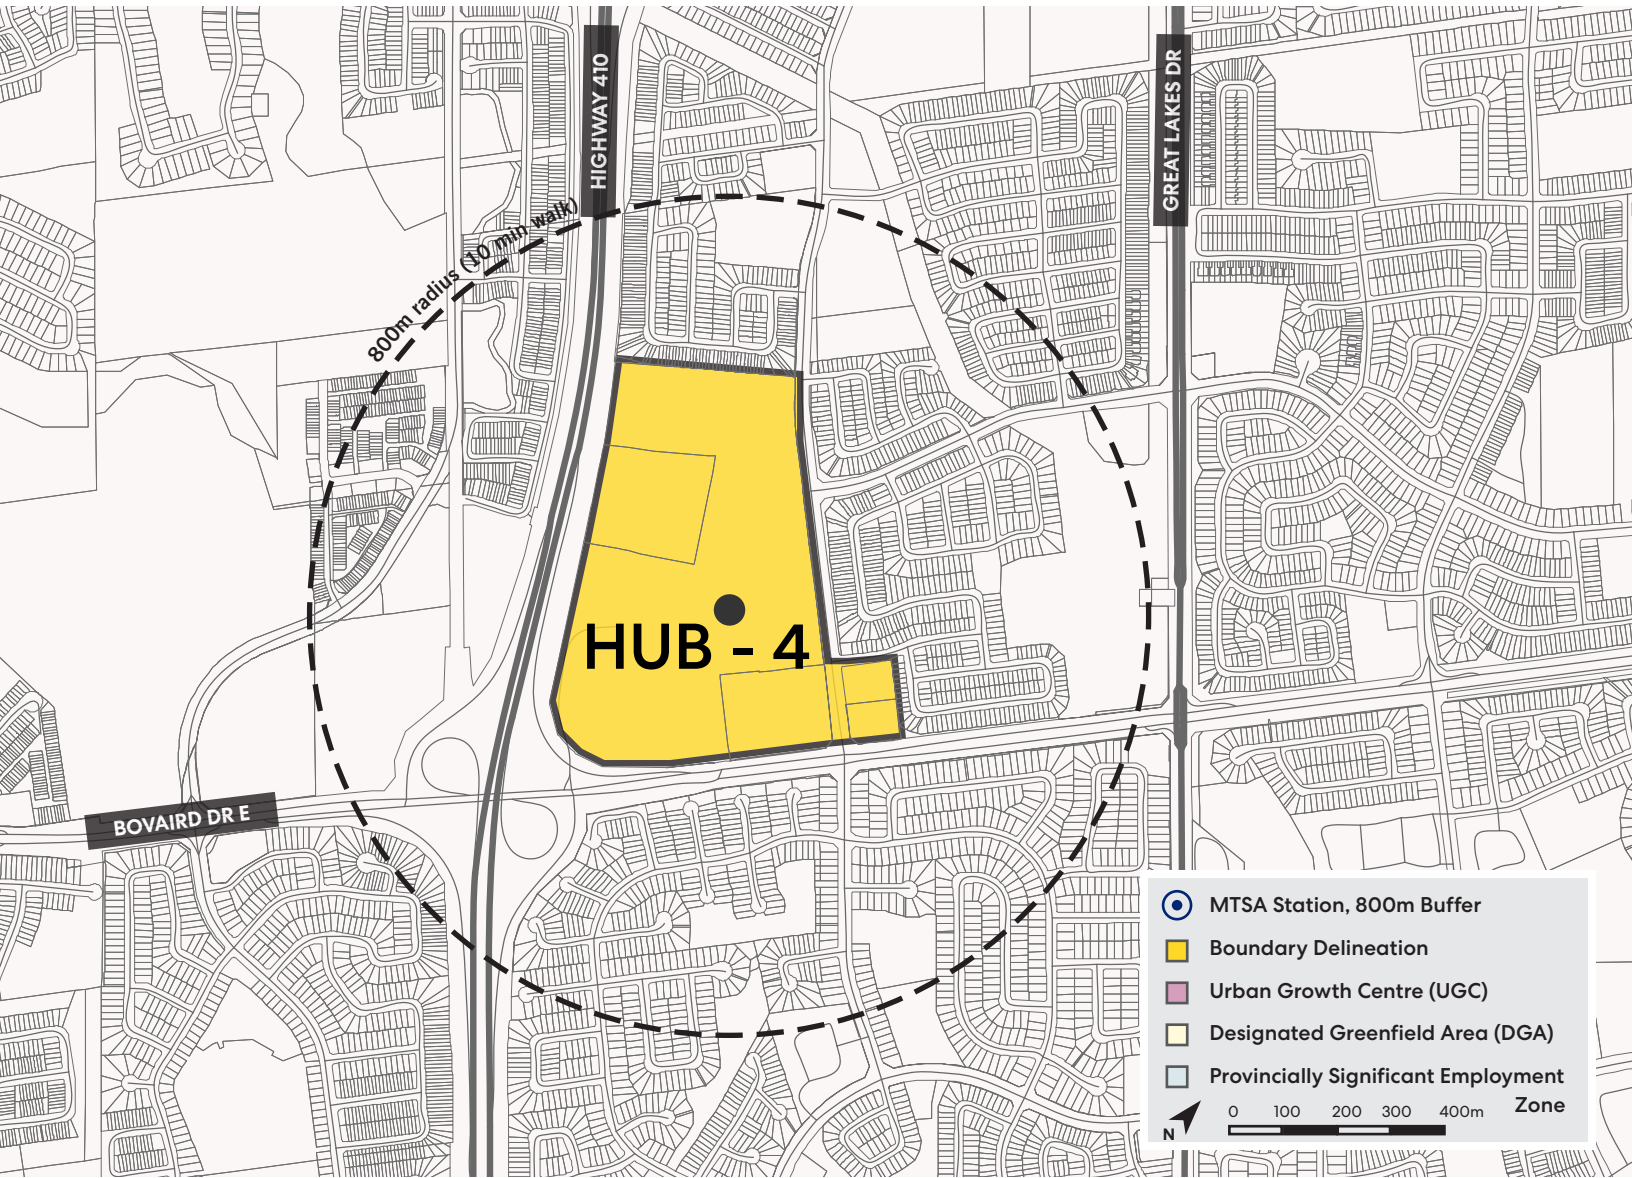 HIGHWAY 410
GREAT LAKES DR
800m radius (10 min walk)
HUB - 4
BOVAIRD DR E
MTSA Station, 800m Buffer
Boundary Delineation
Urban Growth Centre (UGC)
Designated Greenfield Area (DGA)
Provincially Significant Employment
Zone
0 100 200 300 400m
N